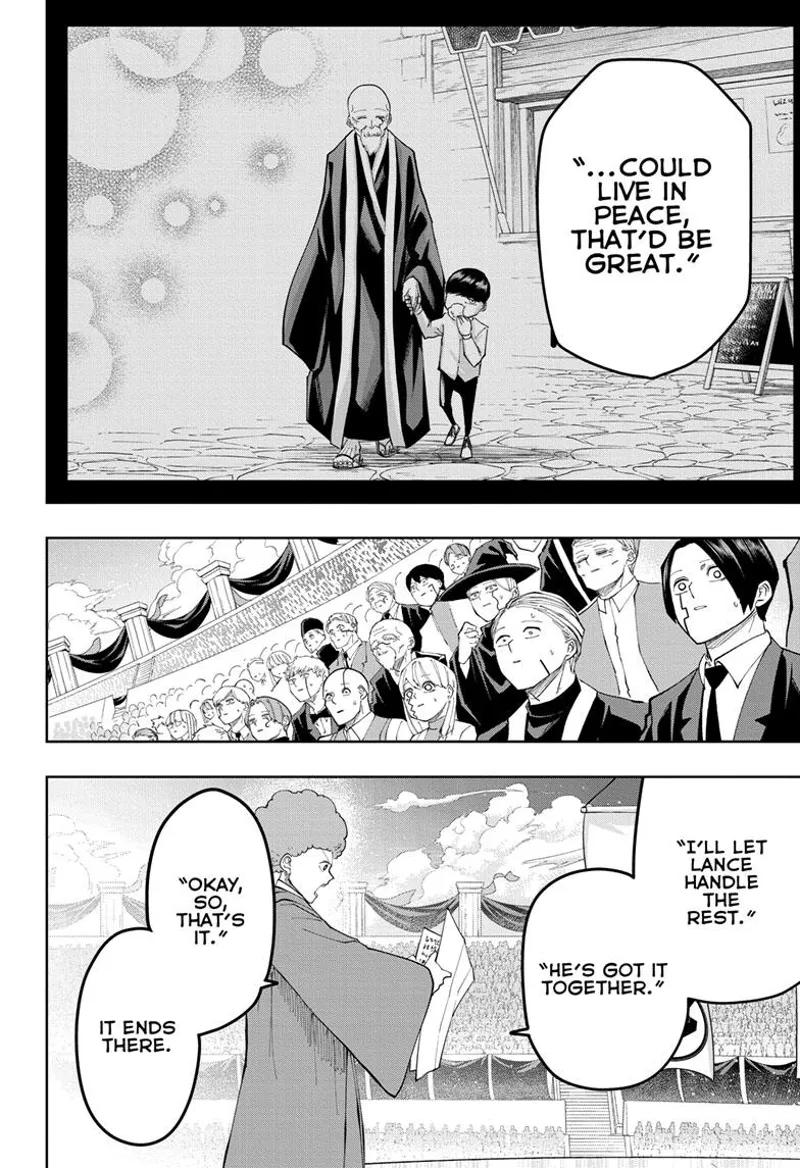 "...COULD
LIVE IN
PEACE,
THAT'D BE
GREAT."
"I'LL LET
LANCE
HANDLE
THE
REST."
"HE'S GOT IT
TOGETHER."
"OKAY,
SO,
THAT'S
IT."
IT ENDS
THERE.